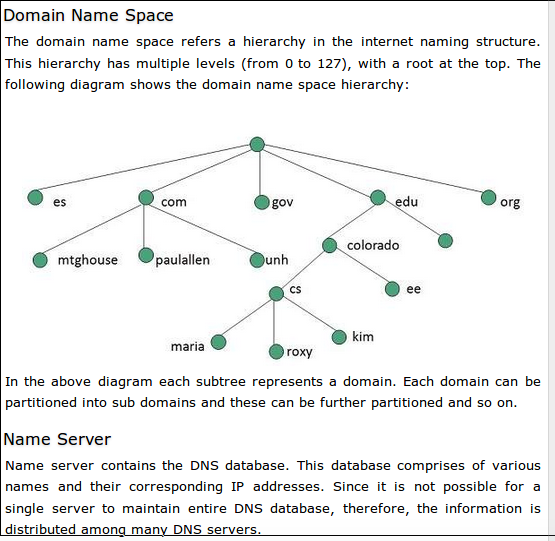 Domain Name Space
The domain name space refers a hierarchy in the internet naming structure.
This hierarchy has multiple levels (from 0 to 127), with a root at the top. The
following diagram shows the domain name space hierarchy:
es
com
gov
edu
org
mtghouse
paulallen
unh
colorado
cs
ee
maria
roxy
kim
In the above diagram each subtree represents a domain. Each domain can be
partitioned into sub domains and these can be further partitioned and so on.
Name Server
Name server contains the DNS database. This database comprises of various
names and their corresponding IP addresses. Since it is not possible for a
single server to maintain entire DNS database, therefore, the information is
distributed among many DNS servers.